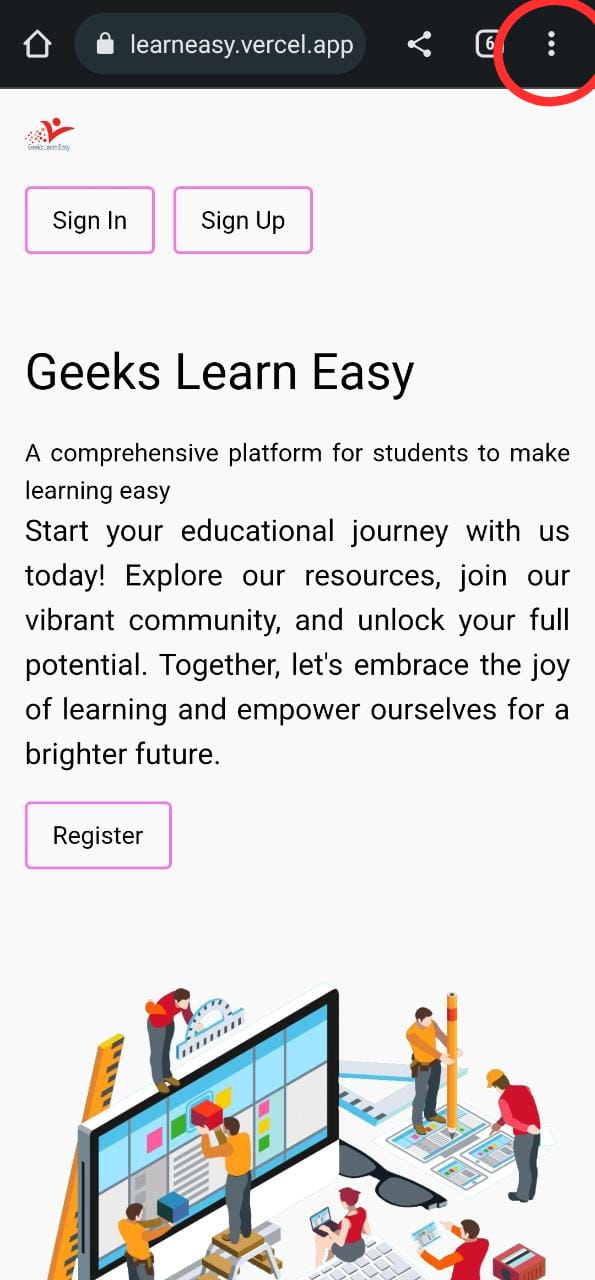 learneasy.vercel.app
6
Geeks Learn Easy
Sign In
Sign Up
Geeks Learn Easy
A comprehensive platform for students to make
learning easy
Start your educational journey with us
today! Explore our resources, join our
vibrant community, and unlock your full
potential. Together, let's embrace the joy
of learning and empower ourselves for a
brighter future.
Register